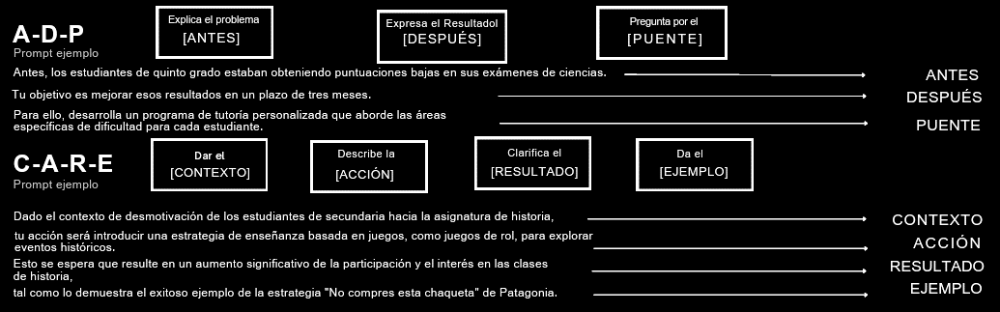 A-D-P
Prompt ejemplo
Explica el problema
[ANTES]
Expresa el Resultadol
[DESPUÉS]
Pregunta por el
[PUENTE]
Antes, los estudiantes de quinto grado estaban obteniendo puntuaciones bajas en sus exámenes de ciencias.
ANTES
Tu objetivo es mejorar esos resultados en un plazo de tres meses.
DESPUÉS
Para ello, desarrolla un programa de tutoría personalizada que aborde las áreas
específicas de dificultad para cada estudiante.
PUENTE
C-A-R-E
Prompt ejemplo
Dar el
[CONTEXTO]
Describe la
[ACCIÓN]
Clarifica el
[RESULTADO]
Da el
[EJEMPLO]
Dado el contexto de desmotivación de los estudiantes de secundaria hacia la asignatura de historia,
CONTEXTO
tu acción será introducir una estrategia de enseñanza basada en juegos, como juegos de rol, para explorar
eventos históricos.
ACCIÓN
Esto se espera que resulte en un aumento significativo de la participación y el interés en las clases
de historia,
RESULTADO
tal como lo demuestra el exitoso ejemplo de la estrategia "No compres esta chaqueta" de Patagonia.
EJEMPLO